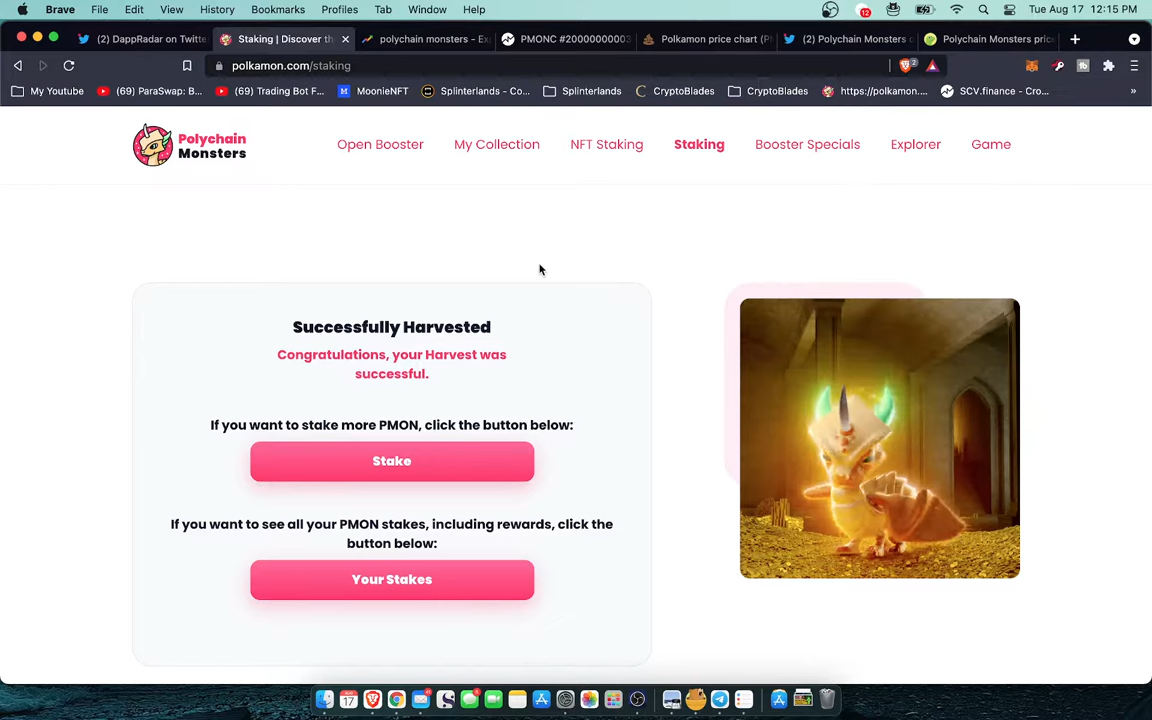 Brave File Edit View History Bookmarks Profiles Tab Window Help 12 Tue Aug 17 12:15 PM
(2) DappRadar on Twitte Staking | Discover th polychain monsters - Ex PMONC #20000000003 Polkamon price chart (P (2) Polychain Monsters o Polychain Monsters pric
polkamon.com/staking 2
My Youtube (69) ParaSwap: B... (69) Trading Bot F... MoonieNFT Splinterlands - Co... Splinterlands CryptoBlades CryptoBlades https://polkamon.... SCV.finance - Cro... »
Polychain
Monsters
Open Booster My Collection NFT Staking Staking Booster Specials Explorer Game
Successfully Harvested
Congratulations, your Harvest was
successful.
If you want to stake more PMON, click the button below:
Stake
If you want to see all your PMON stakes, including rewards, click the
button below:
Your Stakes
17